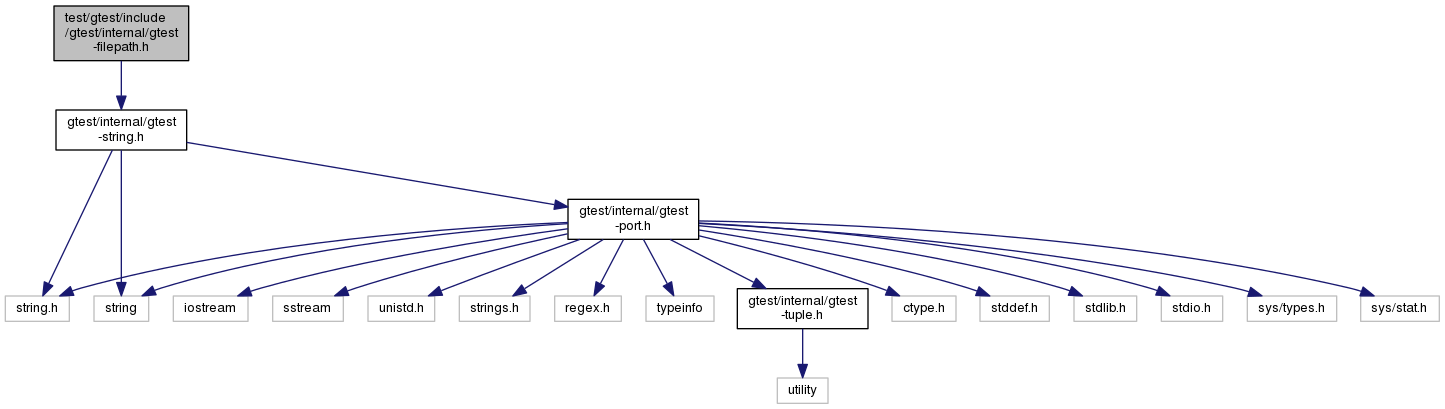 test/gtest/include
/gtest/internal/gtest
-filepath.h
gtest/internal/gtest
-string.h
gtest/internal/gtest
-port.h
string.h
string
iostream
sstream
unistd.h
strings.h
regex.h
typeinfo
gtest/internal/gtest
-tuple.h
ctype.h
stddef.h
stdlib.h
stdio.h
sys/types.h
sys/stat.h
utility